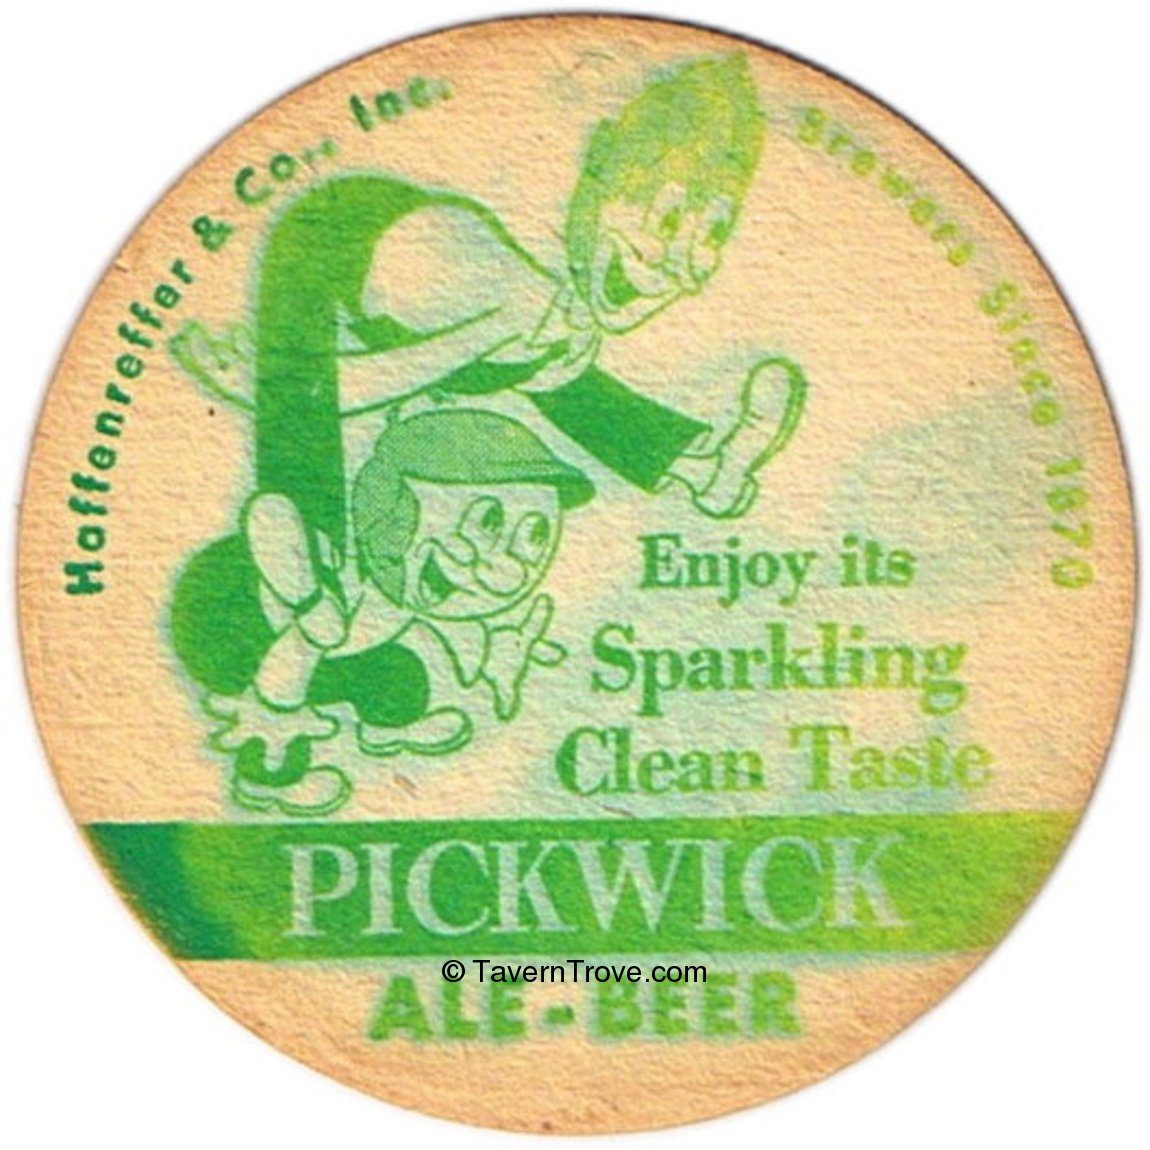 Haffenreffer & Co., Inc.
Brewers Since 1870
Enjoy its
Sparkling
Clean Taste
PICKWICK
© TavernTrove.com
ALE-BEER